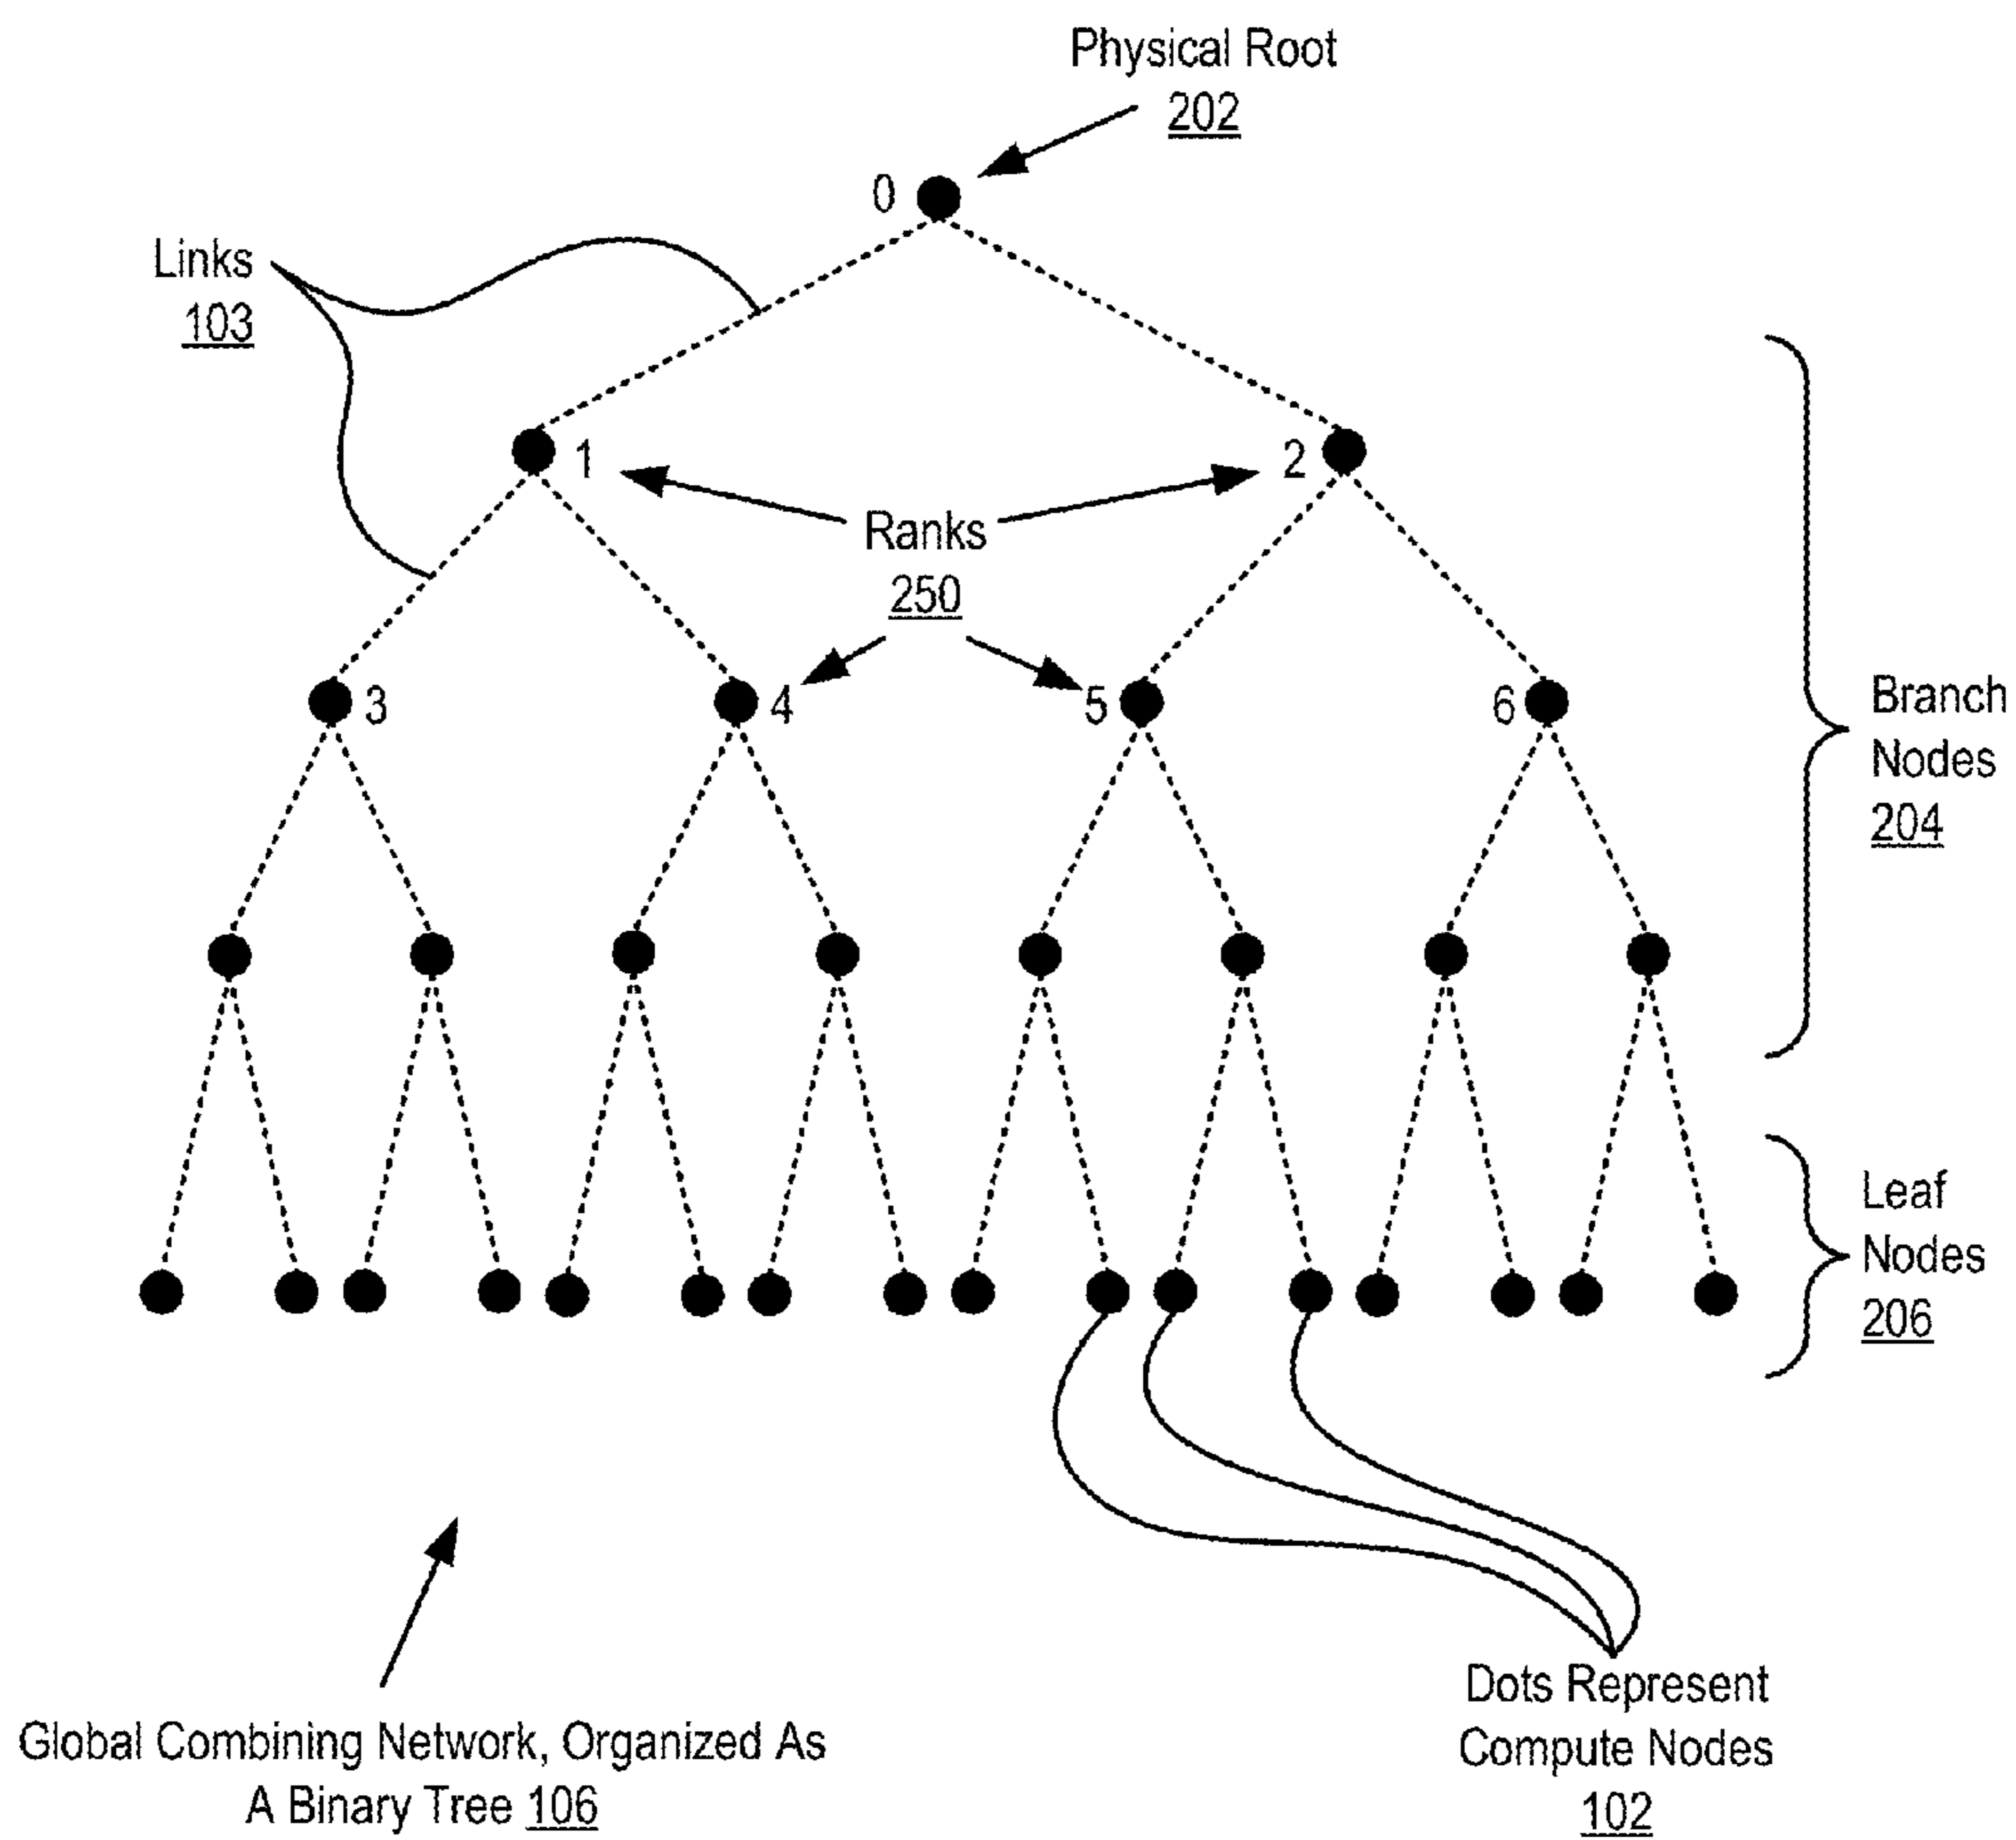 Physical Root
202
0
Links
103
1
2
Ranks
250
3
4
5
6
Branch
Nodes
204
Leaf
Nodes
206
Dots Represent
Compute Nodes
102
Global Combining Network, Organized As
A Binary Tree 106